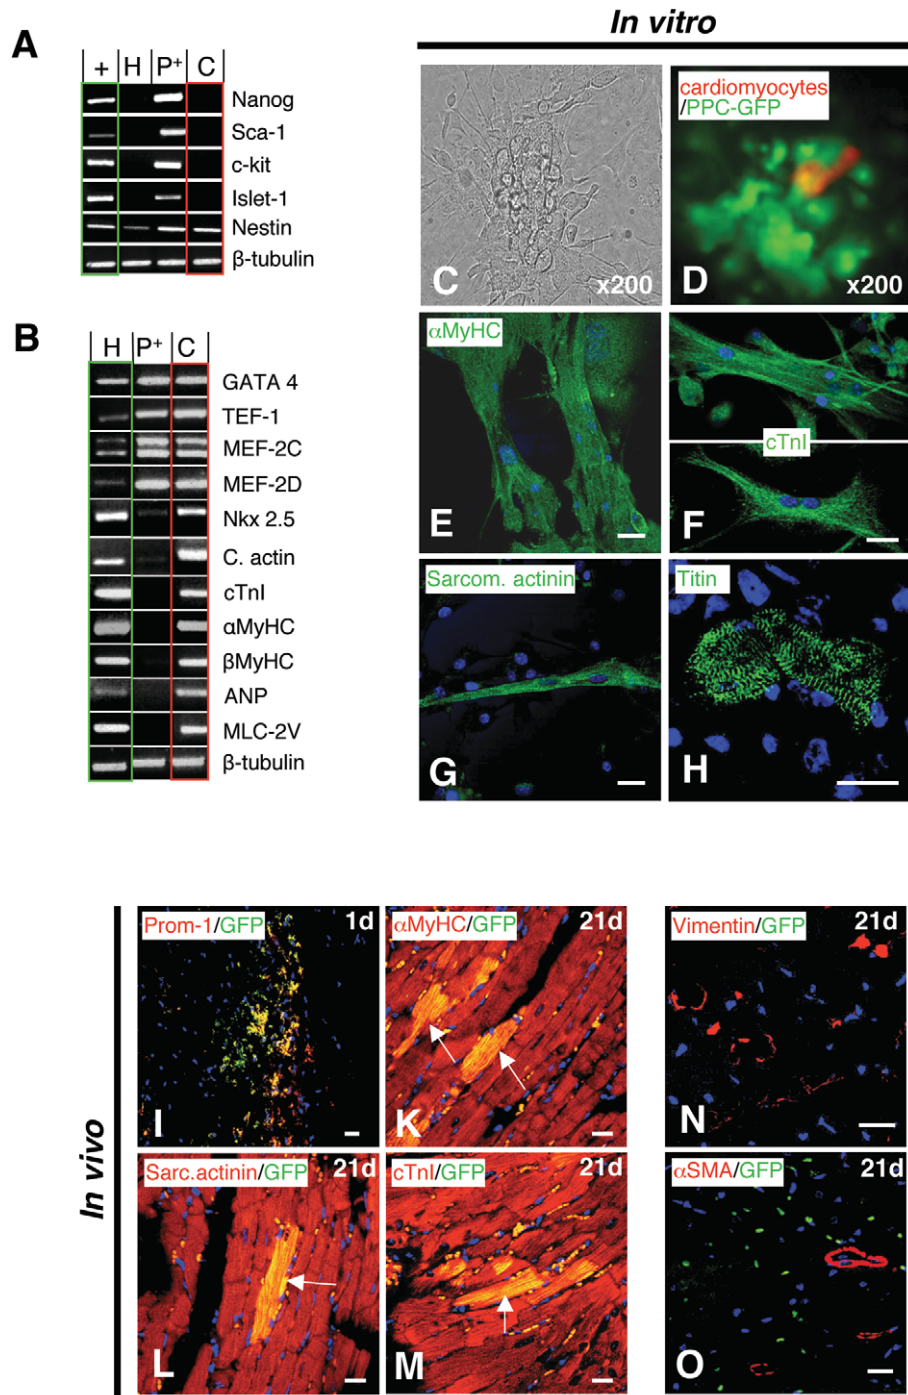 In vitro
A
+ H P+ C
Nanog
Sca-1
c-kit
Islet-1
Nestin
β-tubulin
B
H P+ C
GATA 4
TEF-1
MEF-2C
MEF-2D
Nkx 2.5
C. actin
cTnI
αMyHC
βMyHC
ANP
MLC-2V
β-tubulin
C
x200
cardiomyocytes
/PPC-GFP
D
x200
αMyHC
E
cTnI
F
Sarcom. actinin
G
Titin
H
In vivo
Prom-1/GFP
1d
I
αMyHC/GFP
21d
K
Vimentin/GFP
21d
N
Sarc.actinin/GFP
21d
L
cTnI/GFP
21d
M
αSMA/GFP
21d
O